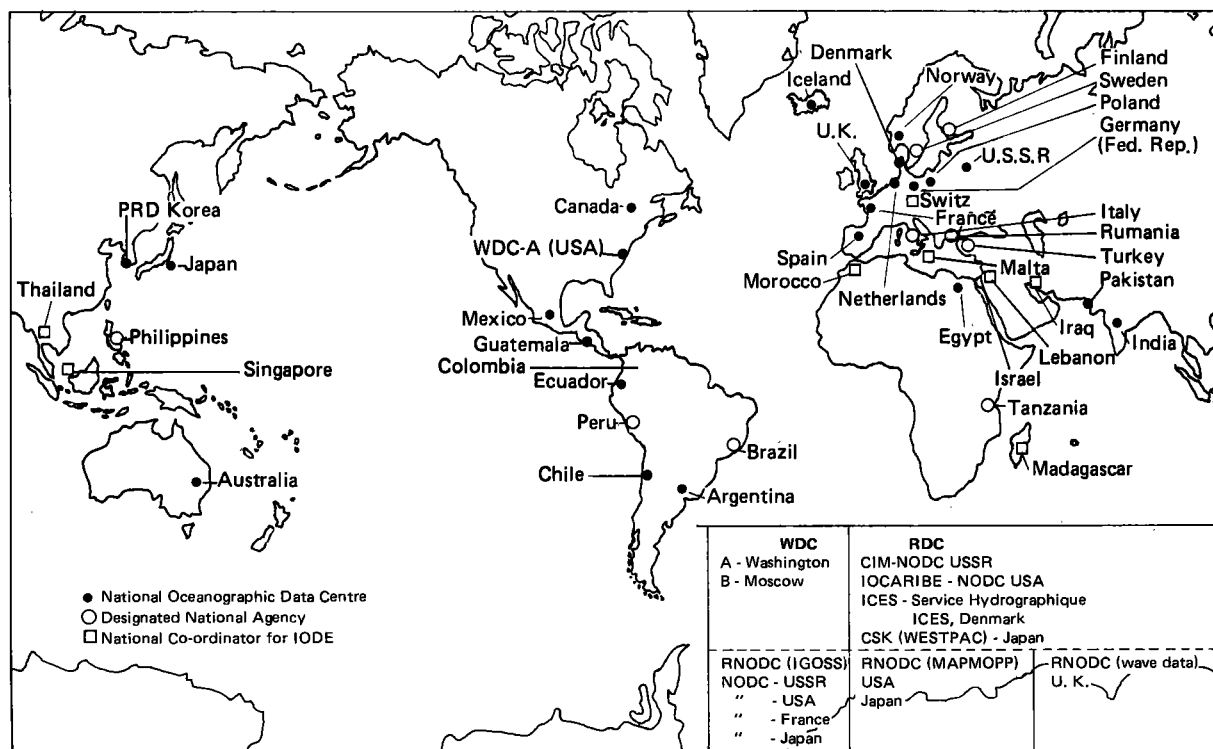 Denmark
Iceland
Norway
Finland
Sweden
Poland
Germany
(Fed. Rep.)
U.K.
U.S.S.R
Switz
France
Canada
PRD Korea
WDC-A (USA)
Italy
Rumania
Japan
Spain
Turkey
Morocco
Malta
Pakistan
Thailand
Netherlands
Mexico
Egypt
Iraq
India
Philippines
Guatemala
Lebanon
Colombia
Singapore
Ecuador
Israel
Tanzania
Peru
Brazil
Madagascar
Chile
Australia
Argentina
● National Oceanographic Data Centre
○ Designated National Agency
□ National Co-ordinator for IODE
WDC
A - Washington
B - Moscow
RDC
CIM-NODC USSR
IOCARIBE - NODC USA
ICES - Service Hydrographique
ICES, Denmark
CSK (WESTPAC) - Japan
RNODC (IGOSS)
NODC - USSR
" - USA
" - France
" - Japan
RNODC (MAPMOPP)
USA
Japan
RNODC (wave data)
U. K.